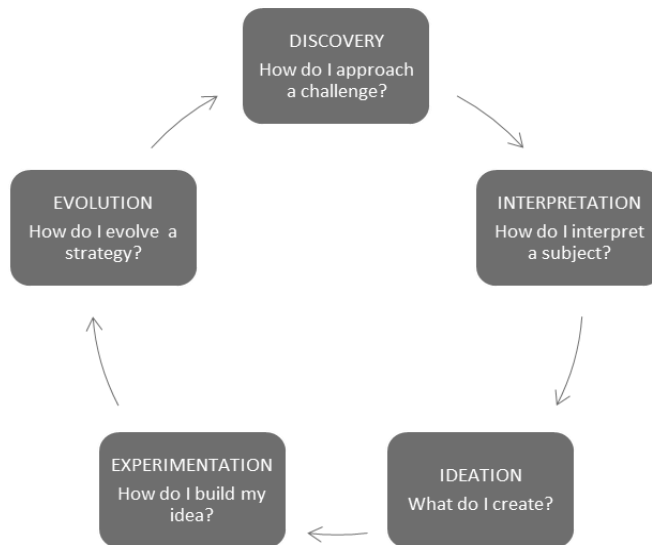 DISCOVERY
How do I approach
a challenge?
INTERPRETATION
How do I interpret
a subject?
IDEATION
What do I create?
EXPERIMENTATION
How do I build my
idea?
EVOLUTION
How do I evolve a
strategy?